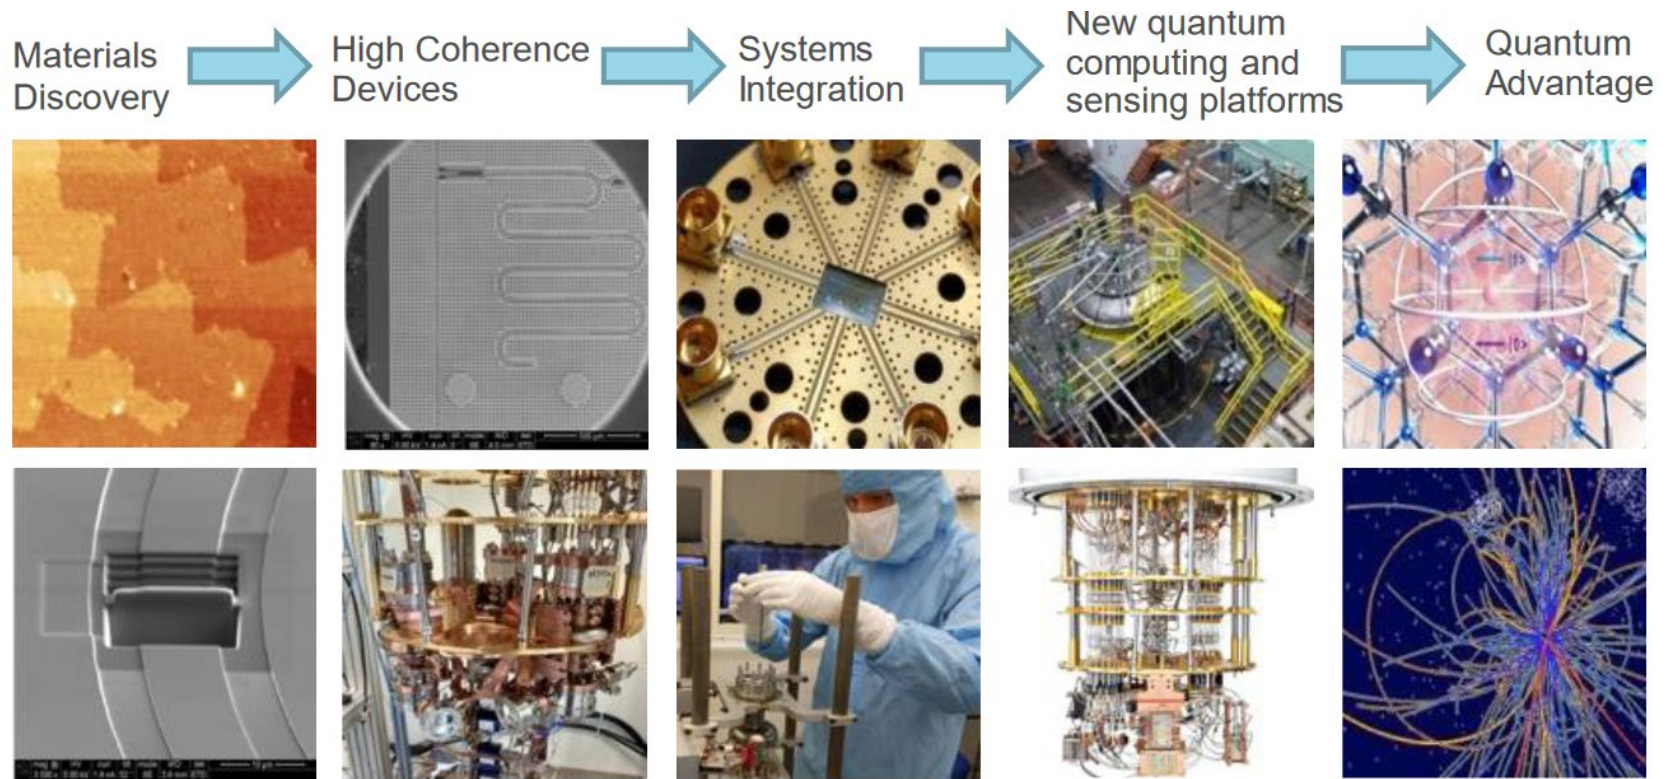 Materials
Discovery
High Coherence
Devices
Systems
Integration
New quantum
computing and
sensing platforms
Quantum
Advantage